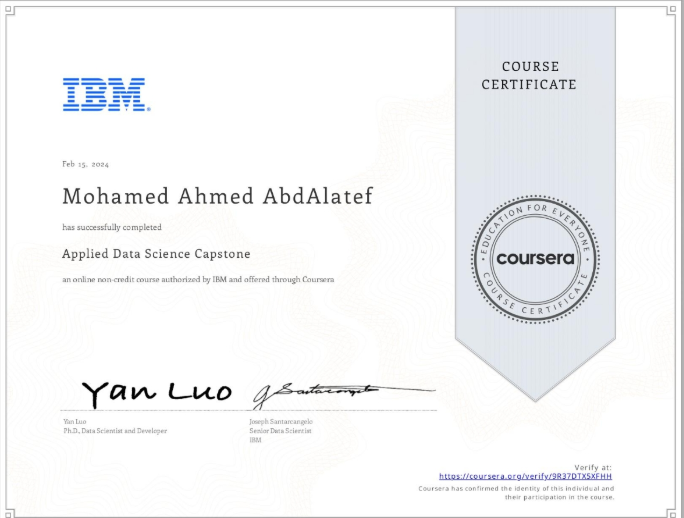 IBM
COURSE
CERTIFICATE
Feb 15, 2024
Mohamed Ahmed AbdAlatef
has successfully completed
Applied Data Science Capstone
an online non-credit course authorized by IBM and offered through Coursera
EDUCATION FOR EVERYONE
coursera
COURSE CERTIFICATE
Yan Luo
J Santarcangelo
Yan Luo
Ph.D., Data Scientist and Developer
Joseph Santarcangelo
Senior Data Scientist
IBM
Verify at:
https://coursera.org/verify/9R37DTXSXFHH
Coursera has confirmed the identity of this individual and
their participation in the course.